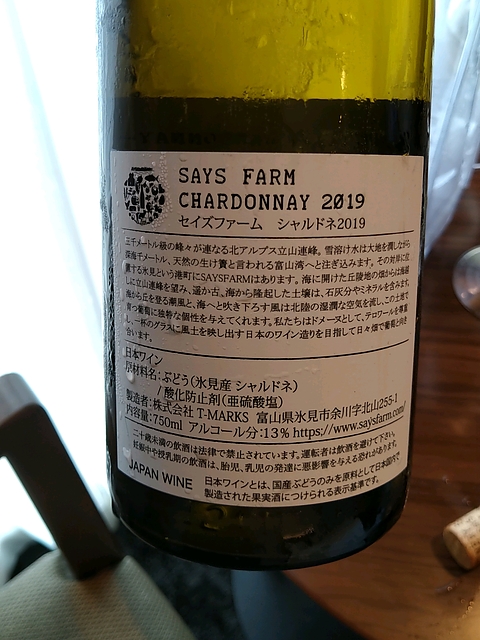 SAYS FARM
CHARDONNAY 2019
セイズファーム シャルドネ2019
三千メートル級の峰々が連なる北アルプス立山連峰。雪溶け水は大地を潤しながら
深海千メートル、天然の生け簀と言われる富山湾へと注ぎ込みます。その対岸に位
置する氷見という港町にSAYSFARMはあります。海に開けた丘陵地の畑からは海越
しに立山連峰を望み、遥か古、海から隆起した土壌は、石灰分やミネラルを含みます。
海から丘を登る潮風と、海へと吹き下ろす風は北陸の湿潤な空気を流し、この土地で
育つ葡萄に独特な個性を与えてくれます。私たちはドメーヌとして、テロワールを尊重
し、一杯のグラスに風土を映し出す日本のワイン造りを目指して日々畑で葡萄と向き
合います。
日本ワイン
原材料名：ぶどう(氷見産 シャルドネ)
/ 酸化防止剤(亜硫酸塩)
製造者：株式会社 T-MARKS 富山県氷見市余川字北山255-1
内容量：750ml アルコール分：13% https://www.saysfarm.com/
二十歳未満の飲酒は法律で禁止されています。運転者は飲酒を避けて下さい。
妊娠中や授乳期の飲酒は、胎児、乳児の発達に悪影響を与える恐れがあります。
JAPAN WINE
日本ワインとは、国産ぶどうのみを原料として日本国内で
製造された果実酒につけられる表示基準です。